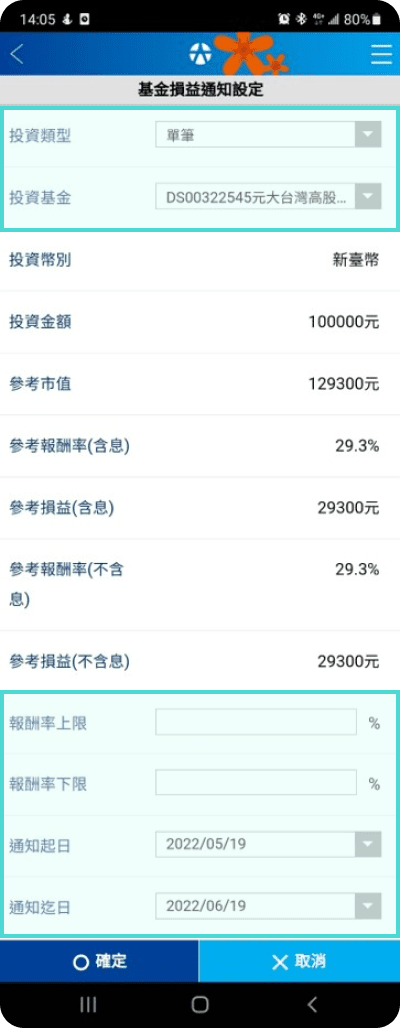 14:05
4G+
80%
基金損益通知設定
投資類型 單筆
投資基金 DS00322545元大台灣高股...
投資幣別 新臺幣
投資金額 100000元
參考市值 129300元
參考報酬率(含息) 29.3%
參考損益(含息) 29300元
參考報酬率(不含 29.3%
息)
參考損益(不含息) 29300元
報酬率上限 %
報酬率下限 %
通知起日 2022/05/19
通知迄日 2022/06/19
確定 取消